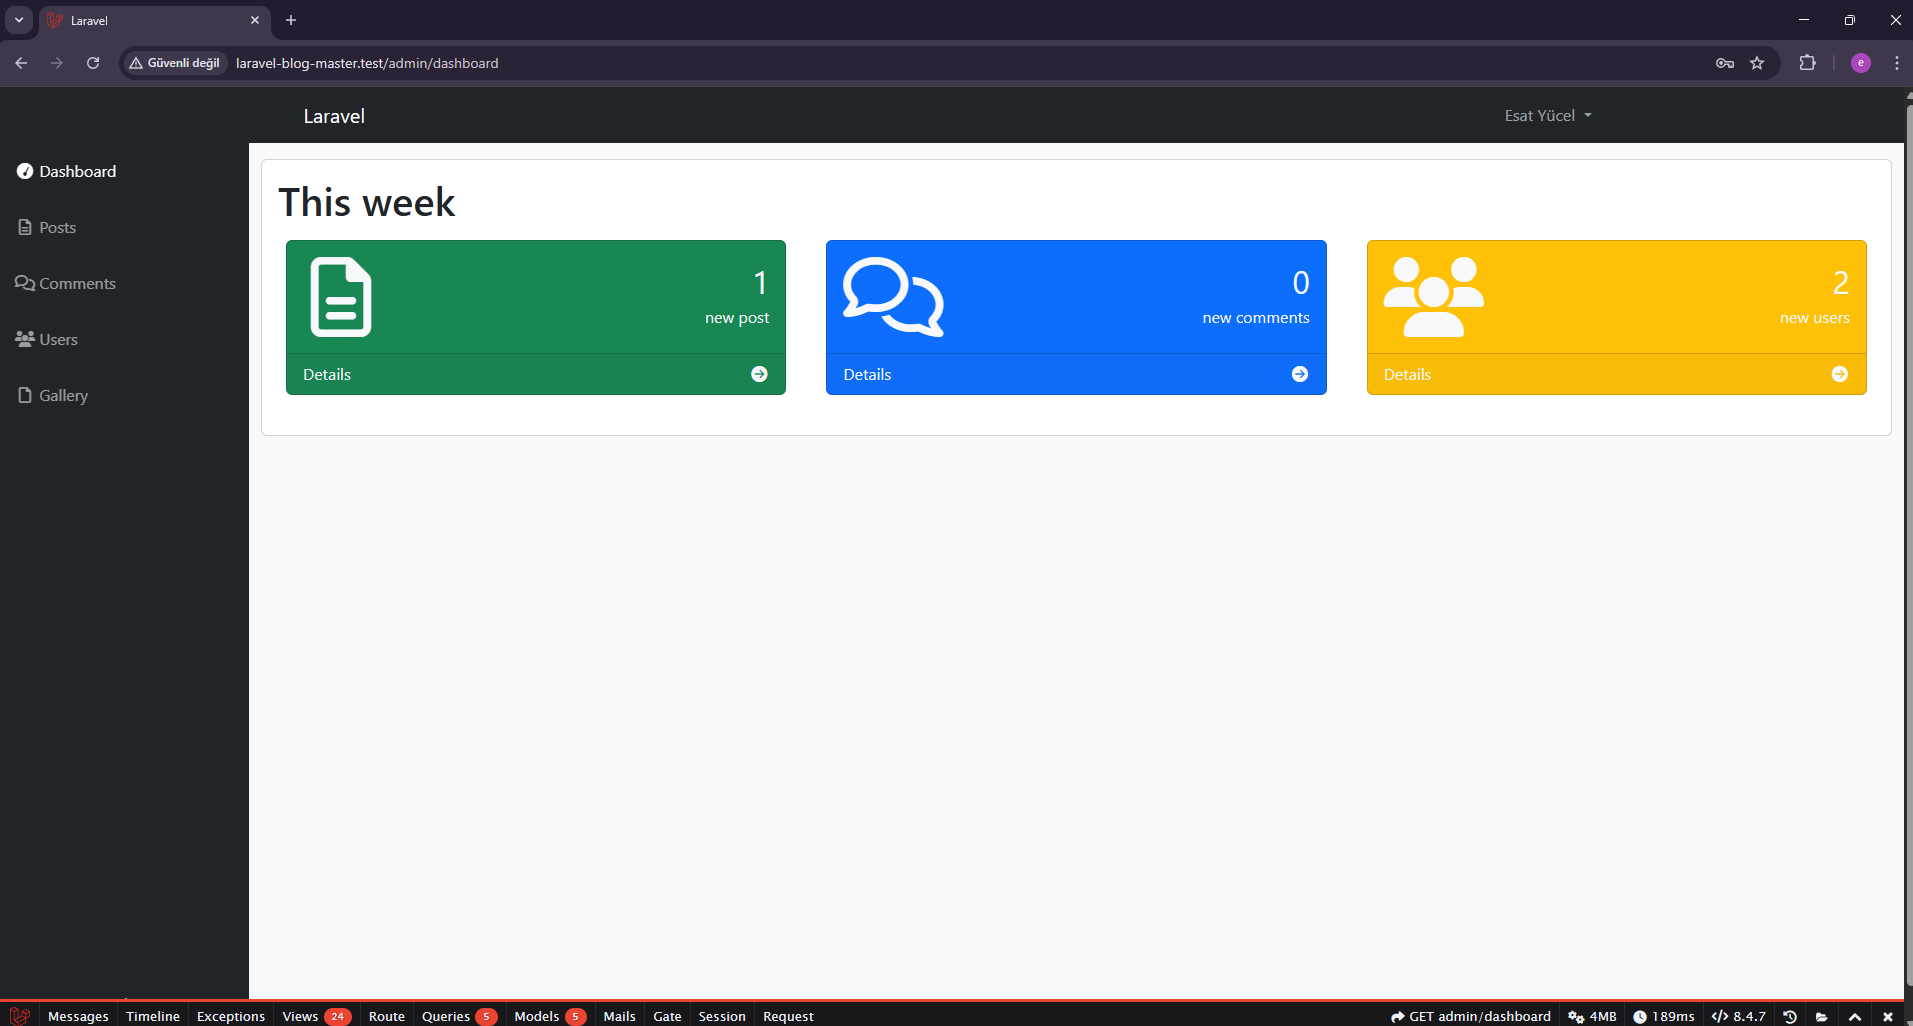 Laravel
Güvenli değil
laravel-blog-master.test/admin/dashboard
e
Laravel
Esat Yücel
Dashboard
Posts
Comments
Users
Gallery
This week
1
new post
Details
0
new comments
Details
2
new users
Details
Messages Timeline Exceptions Views 24 Route Queries 5 Models 5 Mails Gate Session Request GET admin/dashboard 4MB 189ms 8.4.7